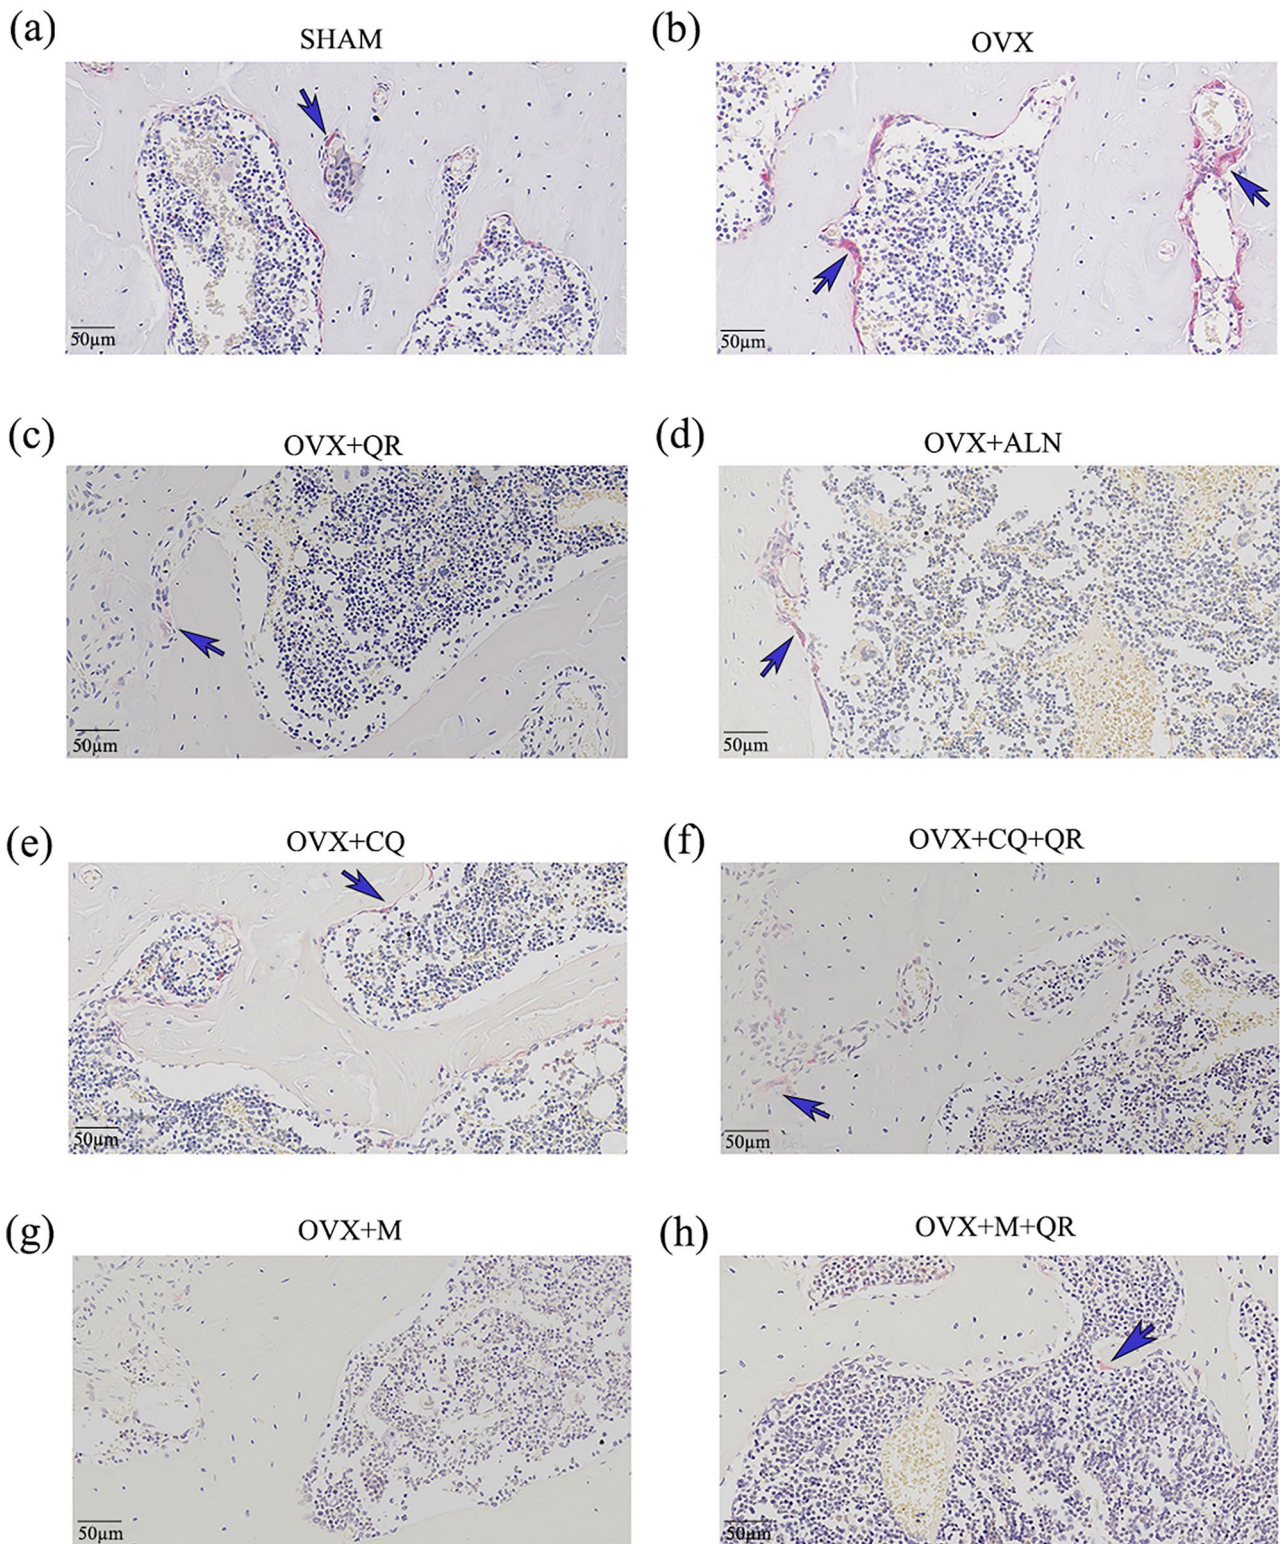 (a)
SHAM
50µm
(b)
OVX
50µm
(c)
OVX+QR
50µm
(d)
OVX+ALN
50µm
(e)
OVX+CQ
50µm
(f)
OVX+CQ+QR
50µm
(g)
OVX+M
50µm
(h)
OVX+M+QR
50µm